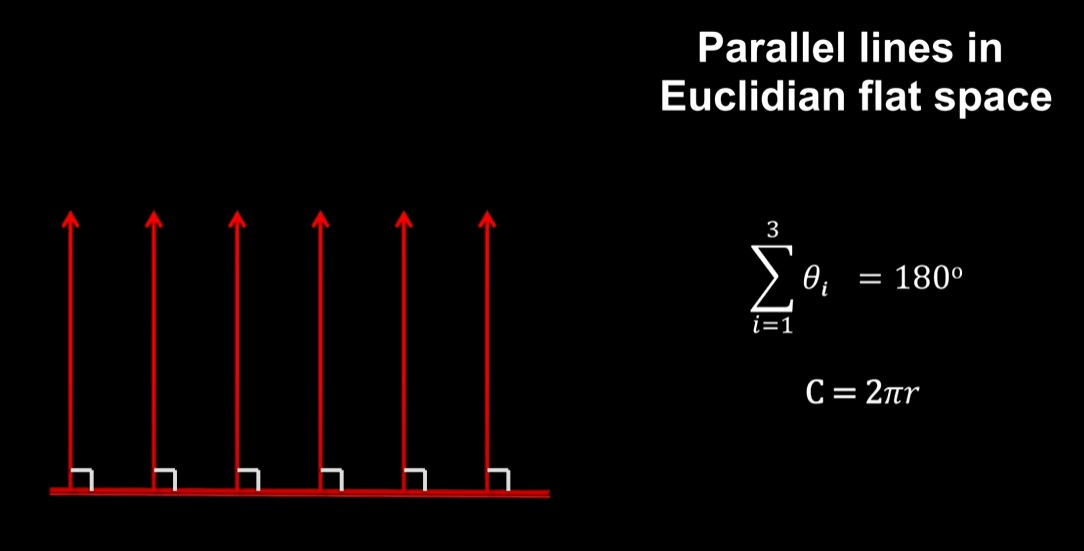 Parallel lines in
Euclidian flat space
3
∑ θᵢ = 180º
i=1
C = 2πr